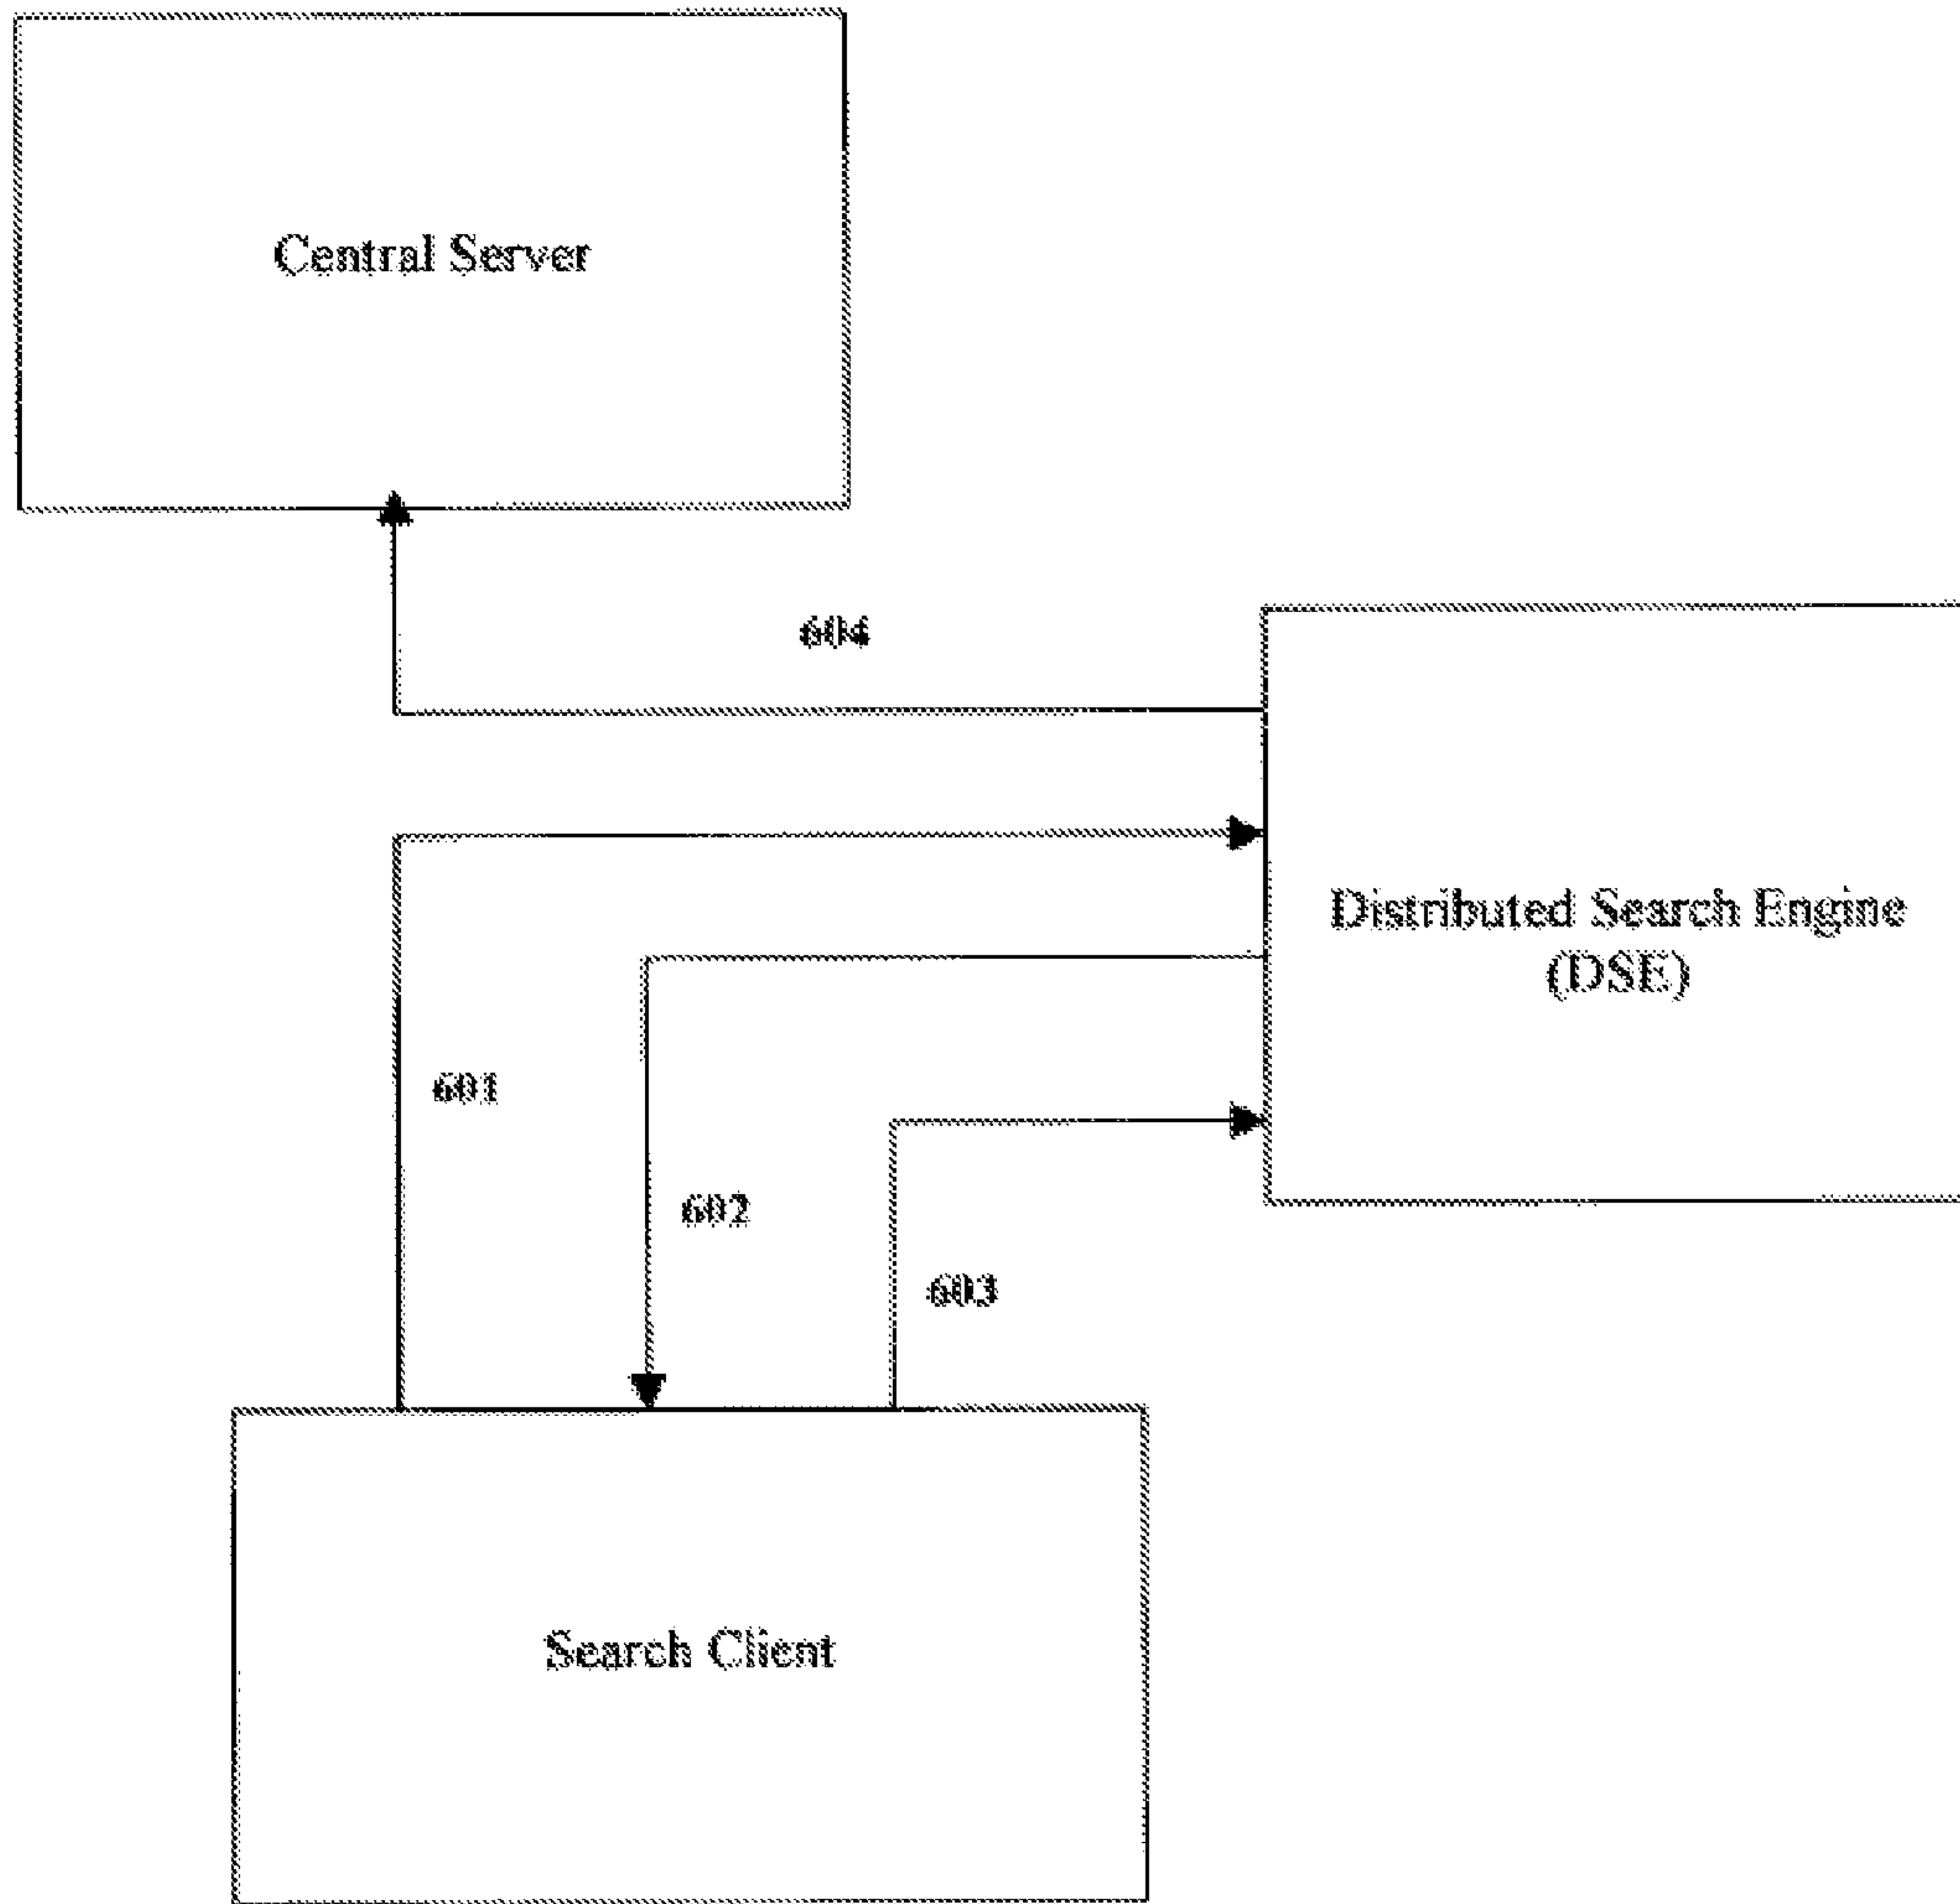 Central Server
604
Distributed Search Engine
(DSE)
601
602
603
Search Client